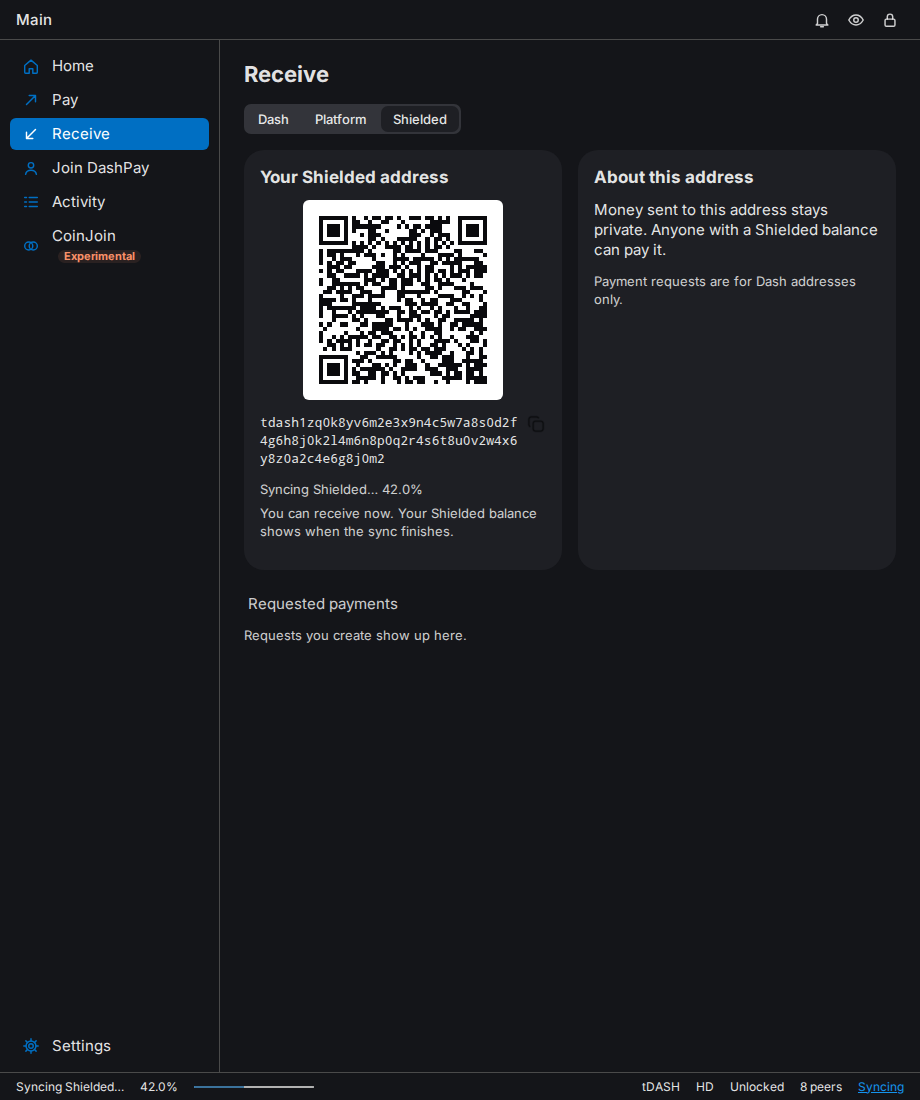 Main
Home
Pay
Receive
Join DashPay
Activity
CoinJoin
Experimental
Settings
Receive
Dash Platform Shielded
Your Shielded address
tdash1zq0k8yv6m2e3x9n4c5w7a8s0d2f
4g6h8j0k2l4m6n8p0q2r4s6t8u0v2w4x6
y8z0a2c4e6g8j0m2
Syncing Shielded... 42.0%
You can receive now. Your Shielded balance
shows when the sync finishes.
About this address
Money sent to this address stays
private. Anyone with a Shielded balance
can pay it.
Payment requests are for Dash addresses
only.
Requested payments
Requests you create show up here.
Syncing Shielded... 42.0% tDASH HD Unlocked 8 peers Syncing